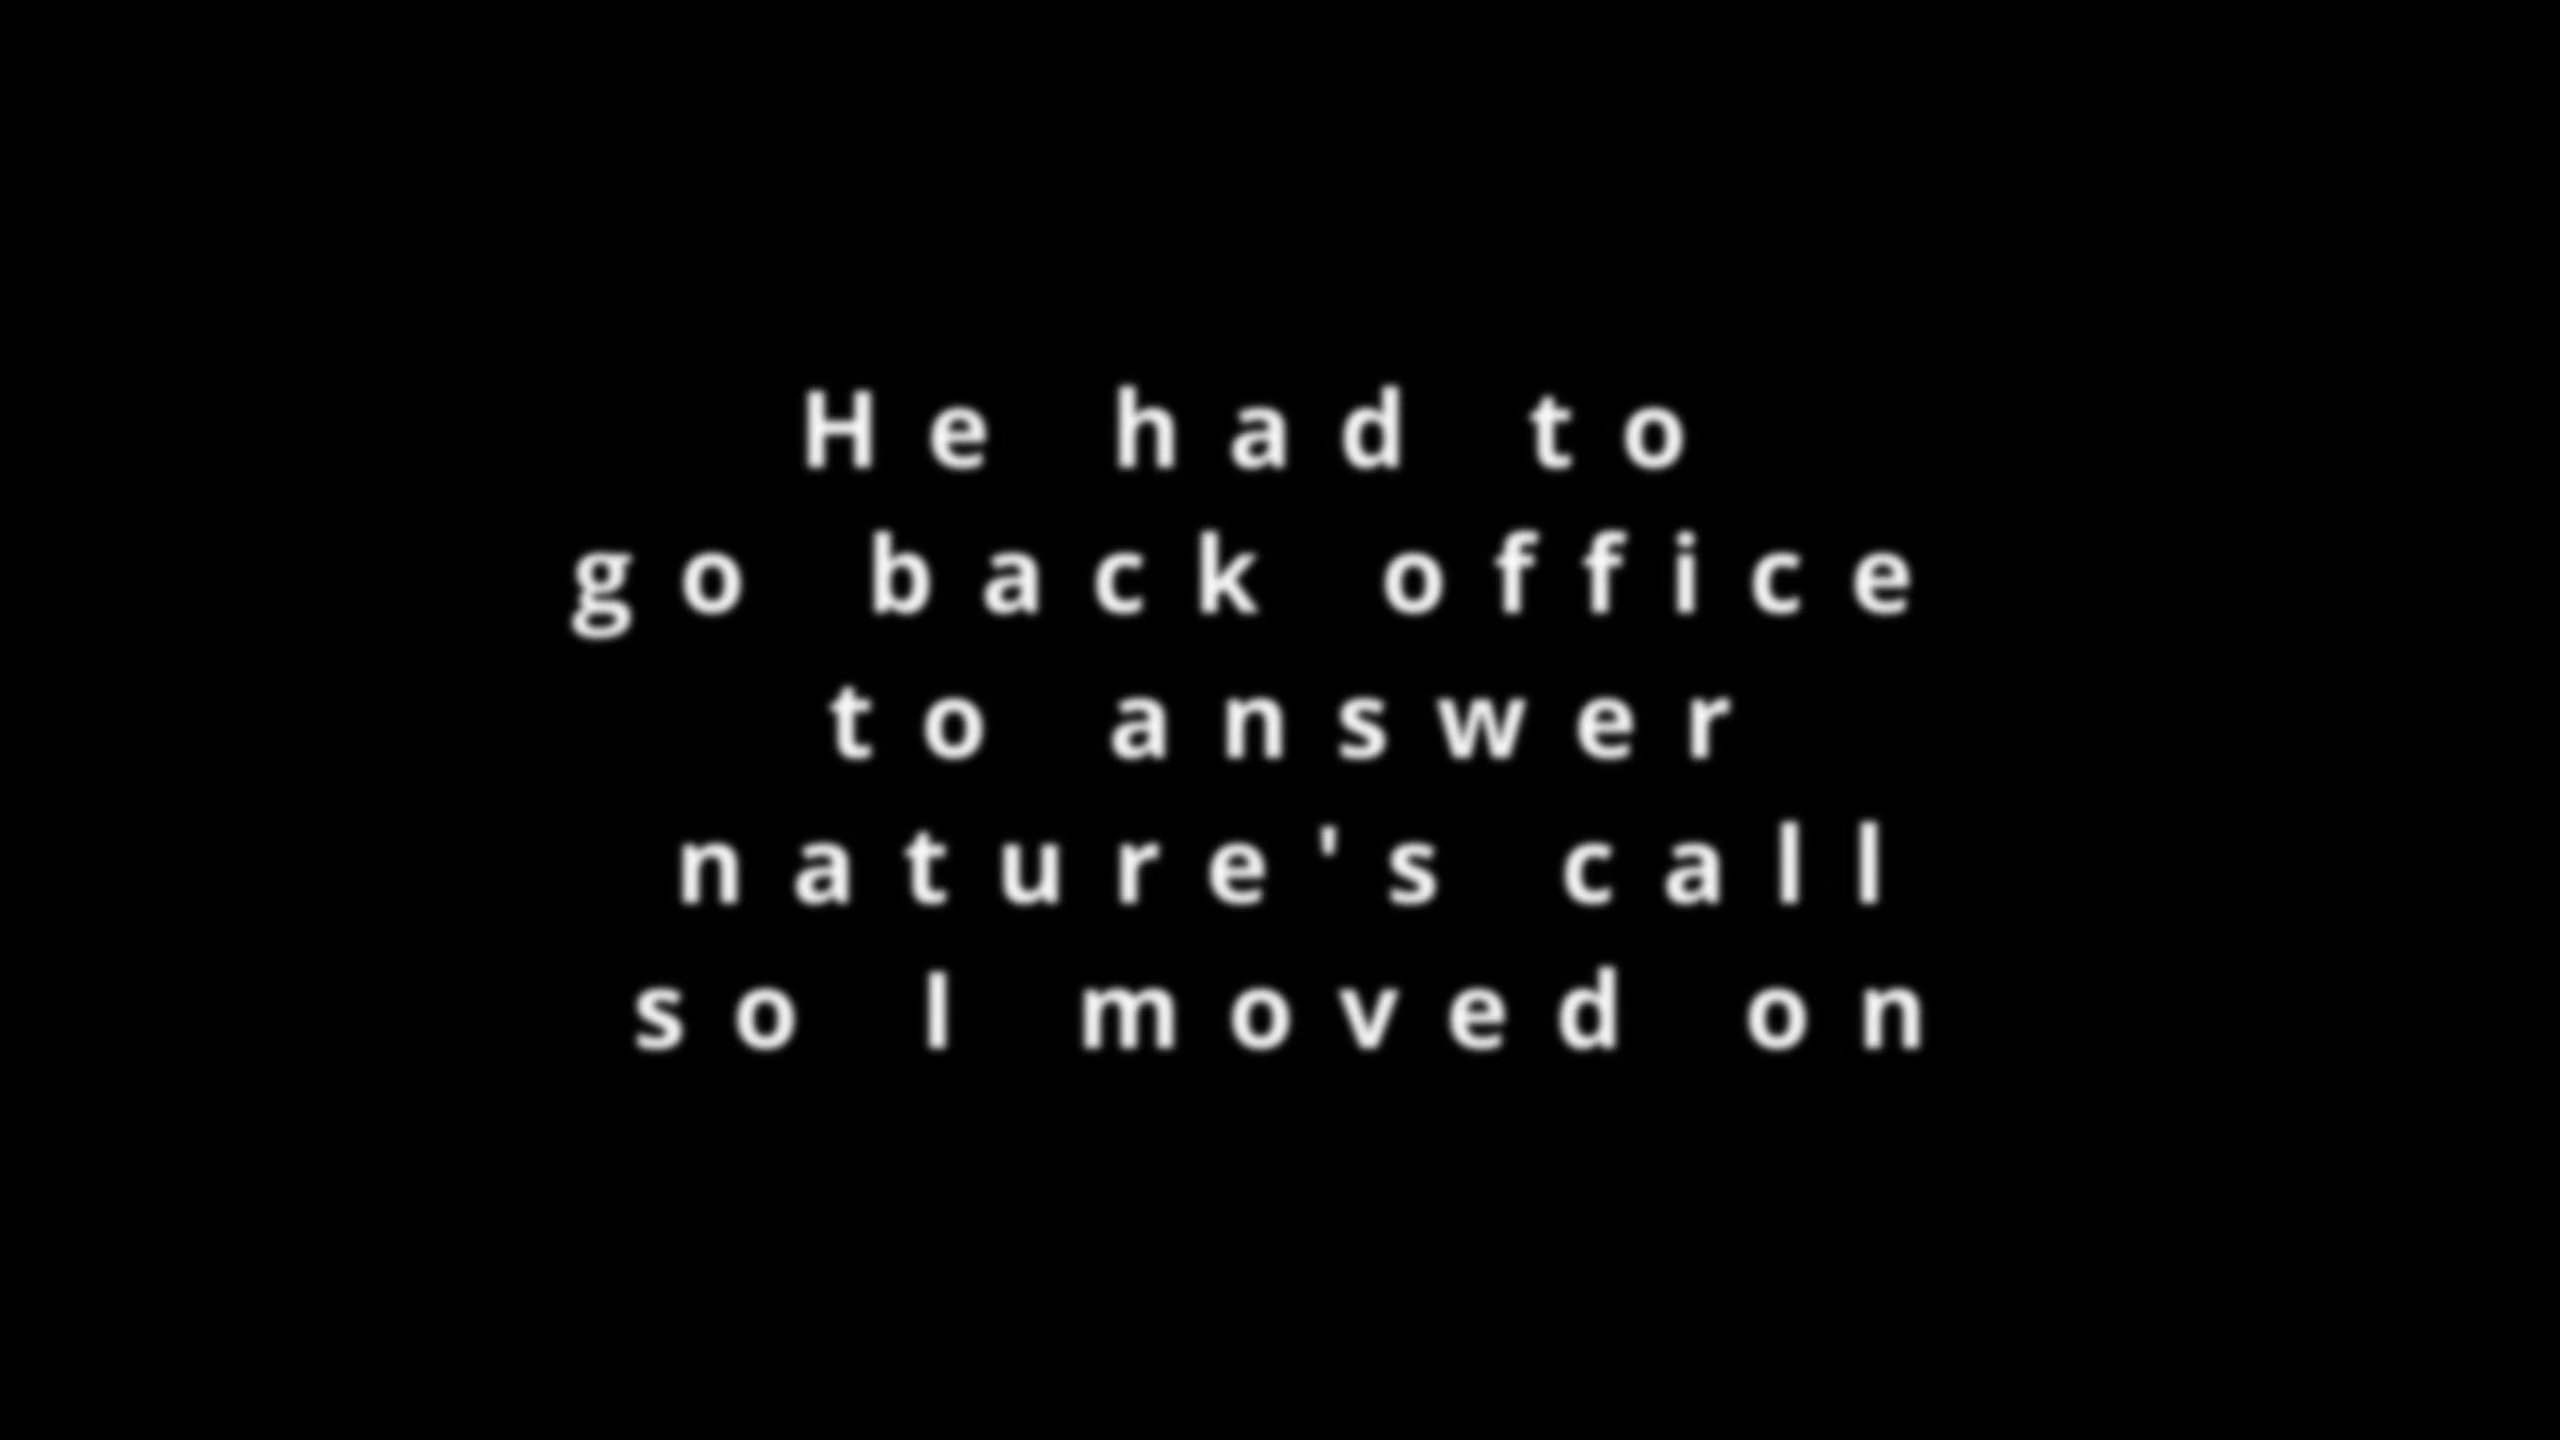 He had to
go back office
to answer
nature's call
so I moved on